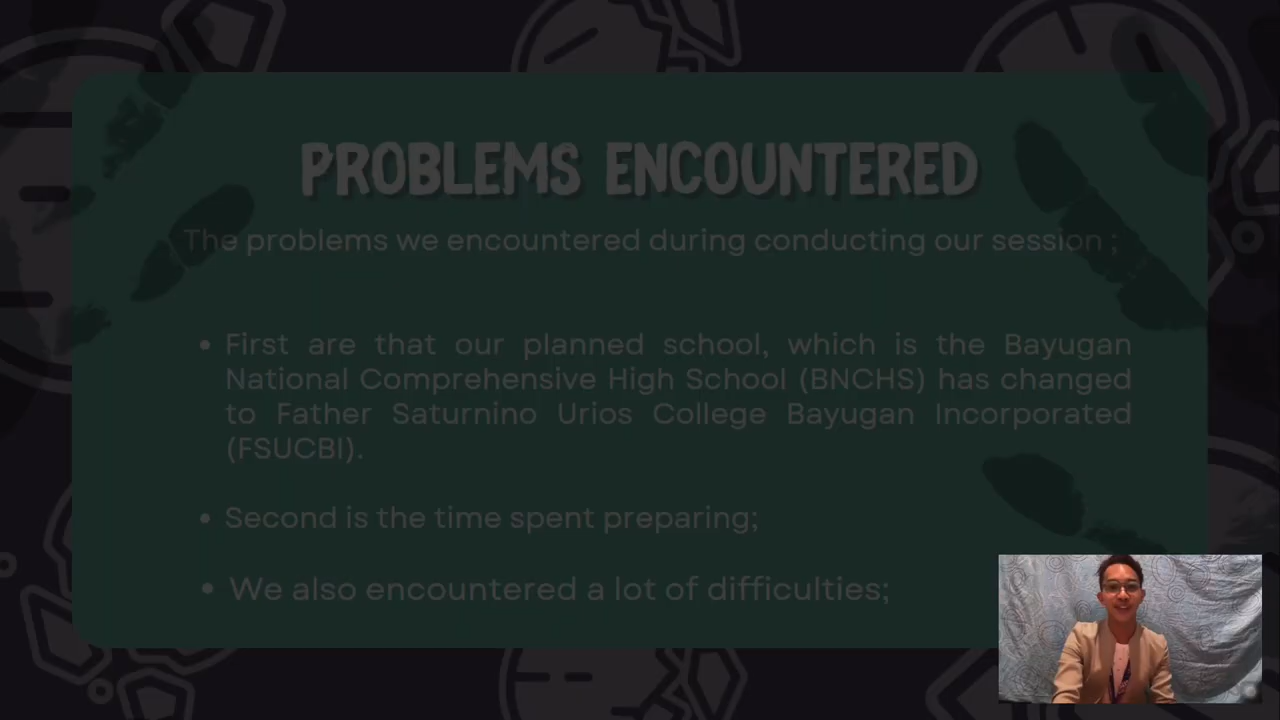 PROBLEMS ENCOUNTERED
The problems we encountered during conducting our session ;
• First are that our planned school, which is the Bayugan
National Comprehensive High School (BNCHS) has changed
to Father Saturnino Urios College Bayugan Incorporated
(FSUCBI).
• Second is the time spent preparing;
• We also encountered a lot of difficulties;